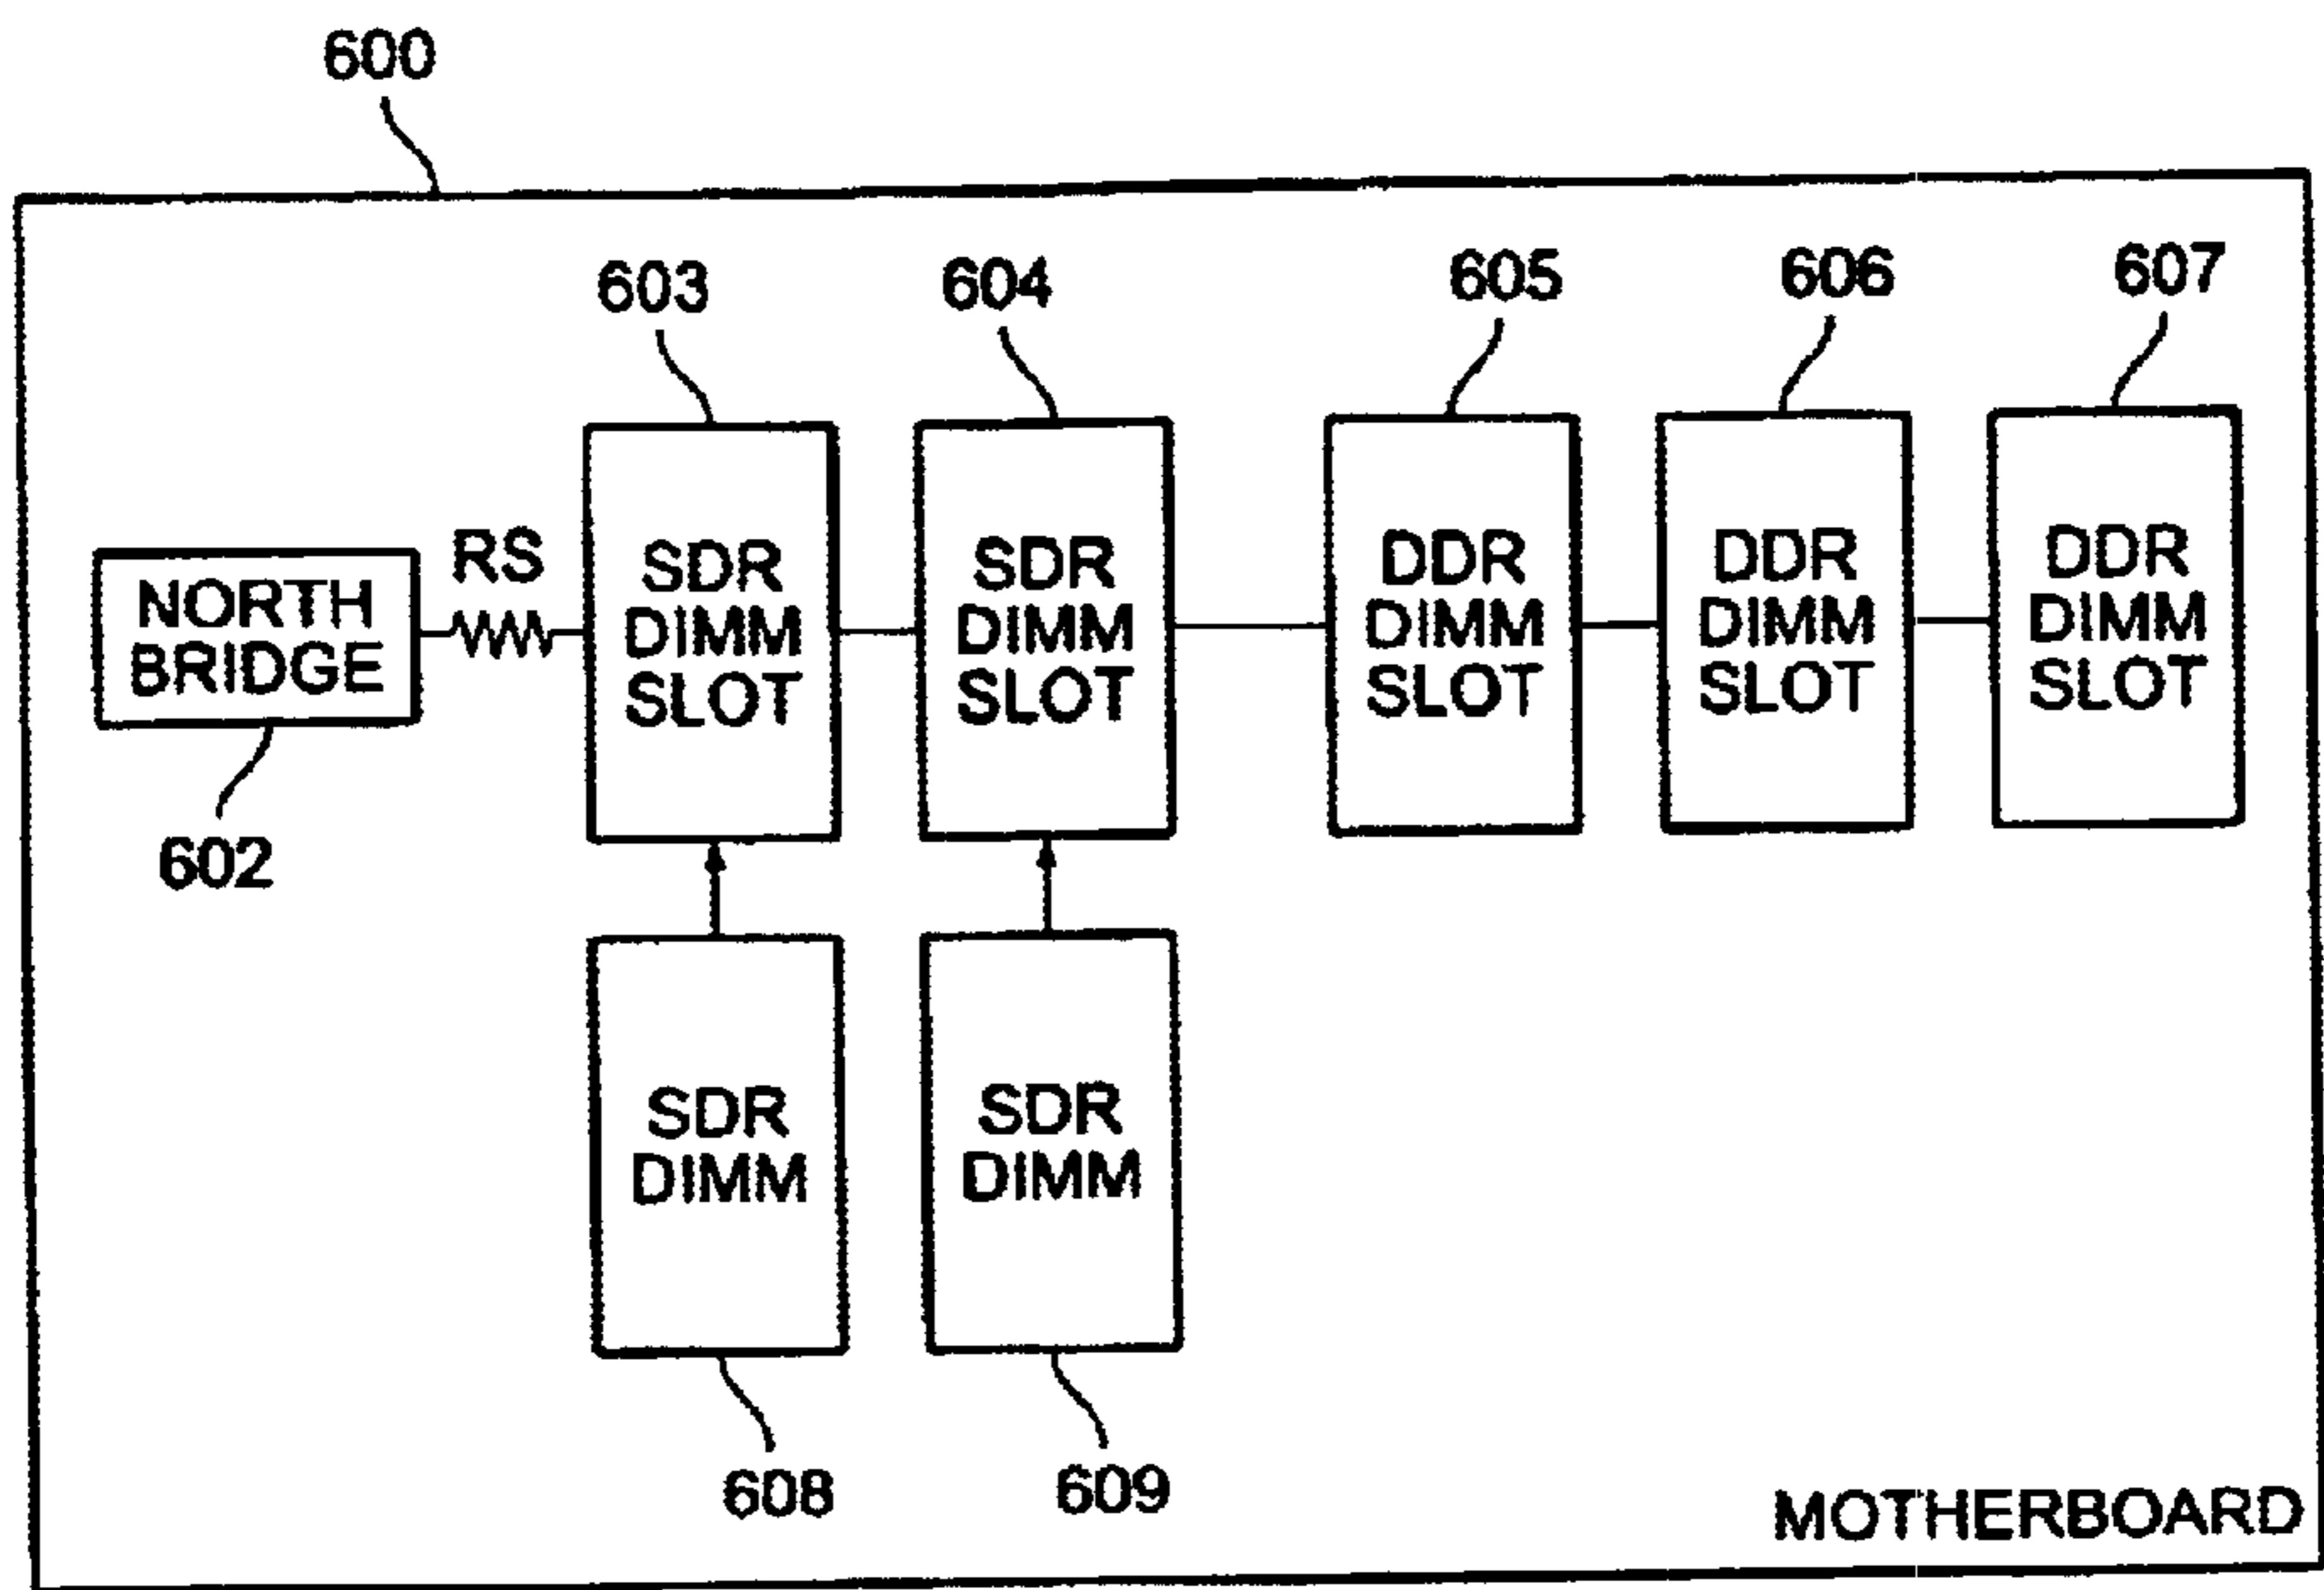 600
603
604
605
606
607
RS
NORTH
BRIDGE
602
SDR
DIMM
SLOT
SDR
DIMM
SLOT
DDR
DIMM
SLOT
DDR
DIMM
SLOT
DDR
DIMM
SLOT
SDR
DIMM
SDR
DIMM
608
609
MOTHERBOARD